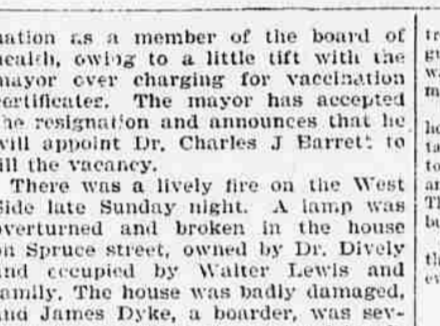 nation as a member of the board of
health, owing to a little tift with the
mayor over charging for vaccination
certificates. The mayor has accepted
the resignation and announces that he
will appoint Dr. Charles J Barrett to
fill the vacancy.
There was a lively fire on the West
Side late Sunday night. A lamp was
overturned and broken in the house
on Spruce street, owned by Dr. Dively
and occupied by Walter Lewis and
family. The house was badly damaged,
and James Dyke, a boarder, was sev-